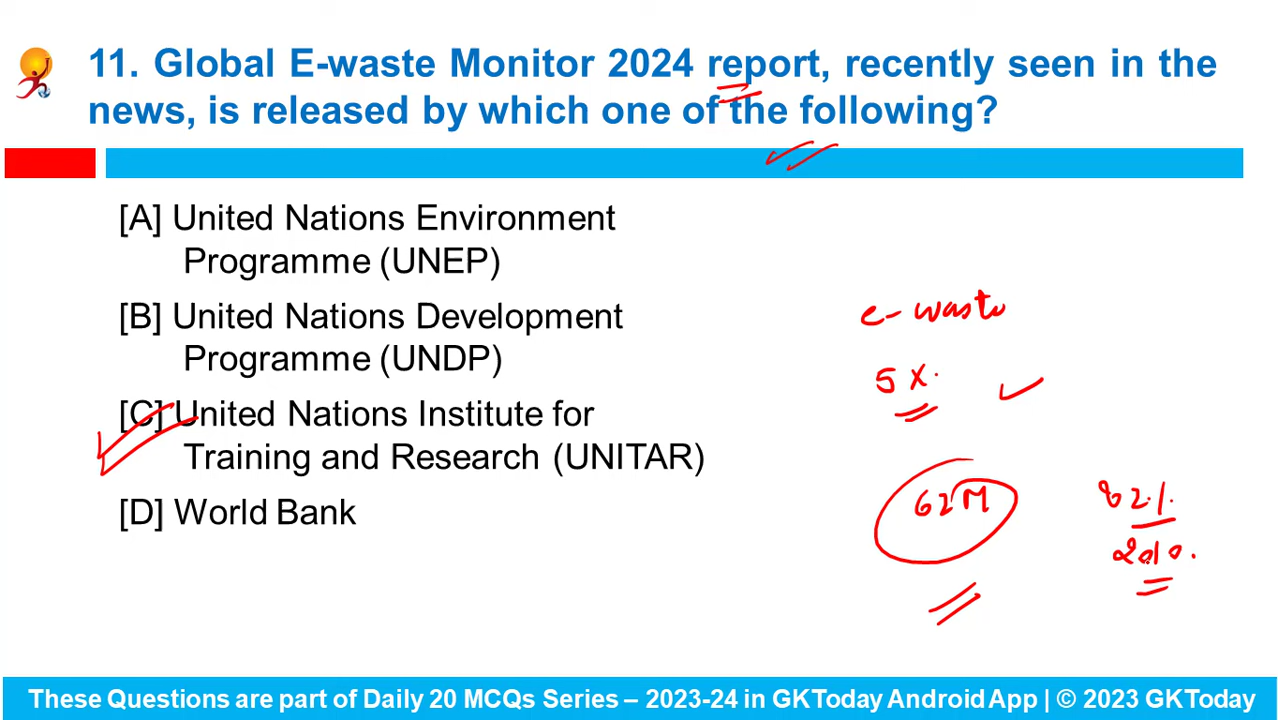 11. Global E-waste Monitor 2024 report, recently seen in the
news, is released by which one of the following?
[A] United Nations Environment
Programme (UNEP)
[B] United Nations Development
Programme (UNDP)
[C] United Nations Institute for
Training and Research (UNITAR)
[D] World Bank
e-waste
5 X.
62 M
82%
2010.
These Questions are part of Daily 20 MCQs Series – 2023-24 in GKToday Android App | © 2023 GKToday